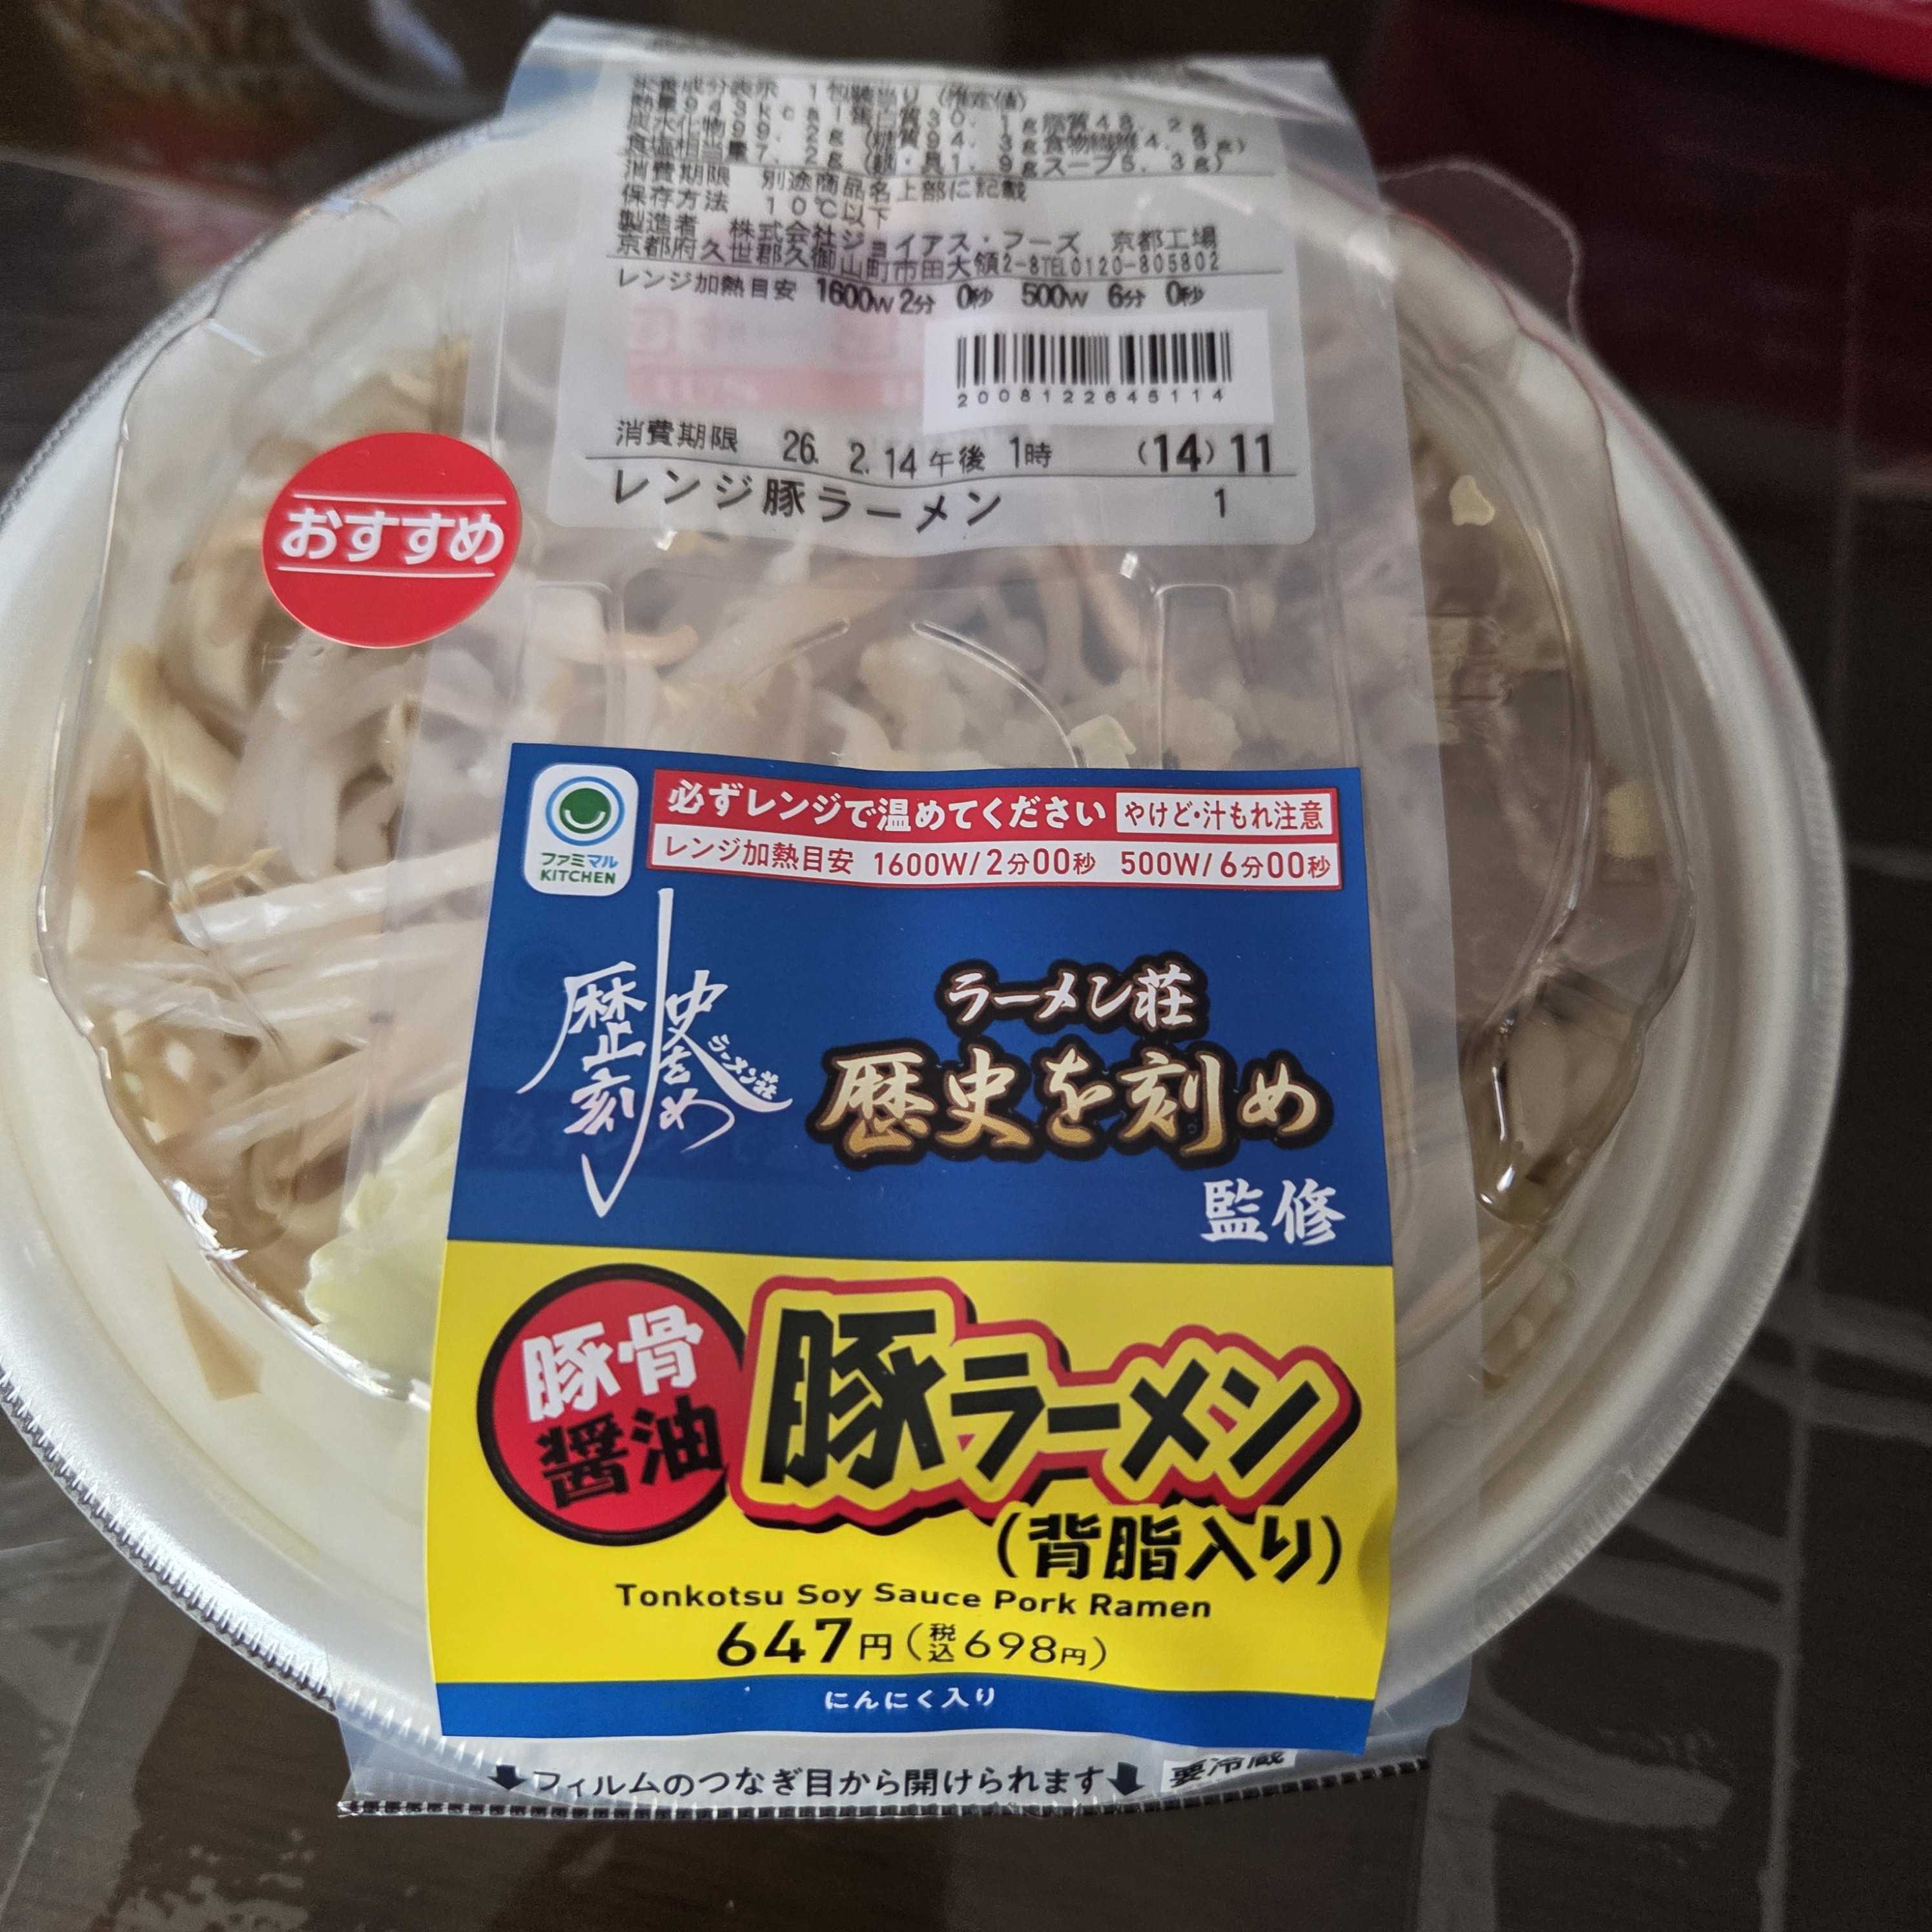 栄養成分表示 1包装当り(推定値)
熱量943kcal蛋白質30.1g脂質48.2g
炭水化物99.2g(糖質94.3g食物繊維4.9g)
食塩相当量7.2g(麺・具1.9gスープ5.3g)
消費期限 別途商品名上部に記載
保存方法 10℃以下
製造者 株式会社ジョイアス・フーズ 京都工場
京都府久世郡久御山町市田大領2-8TEL0120-805802
レンジ加熱目安 1600W 2分 0秒 500W 6分 0秒
2008122645114
消費期限 26. 2.14午後 1時 (14)11
レンジ豚ラーメン 1
おすすめ
ファミマル
KITCHEN
必ずレンジで温めてください やけど・汁もれ注意
レンジ加熱目安 1600W/2分00秒 500W/6分00秒
歴史を刻め
ラーメン荘
ラーメン荘
歴史を刻め
監修
豚骨
醤油
豚ラーメン
(背脂入り)
Tonkotsu Soy Sauce Pork Ramen
647円(税込698円)
にんにく入り
⬇フィルムのつなぎ目から開けられます⬇ 要冷蔵